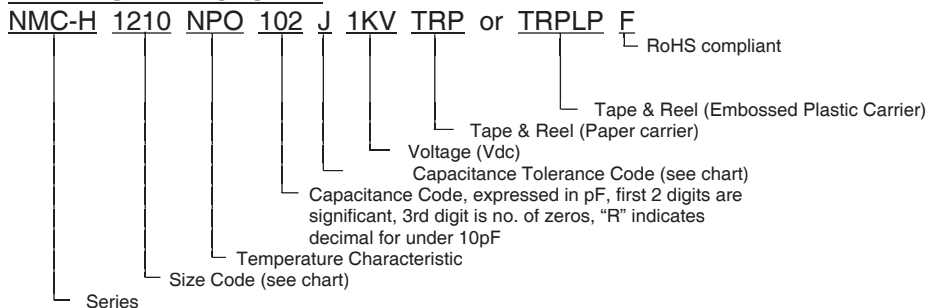 NMC-H 1210 NPO 102 J 1KV TRP or TRPLP F
RoHS compliant
Tape & Reel (Embossed Plastic Carrier)
Tape & Reel (Paper carrier)
Voltage (Vdc)
Capacitance Tolerance Code (see chart)
Capacitance Code, expressed in pF, first 2 digits are
significant, 3rd digit is no. of zeros, “R” indicates
decimal for under 10pF
Temperature Characteristic
Size Code (see chart)
Series